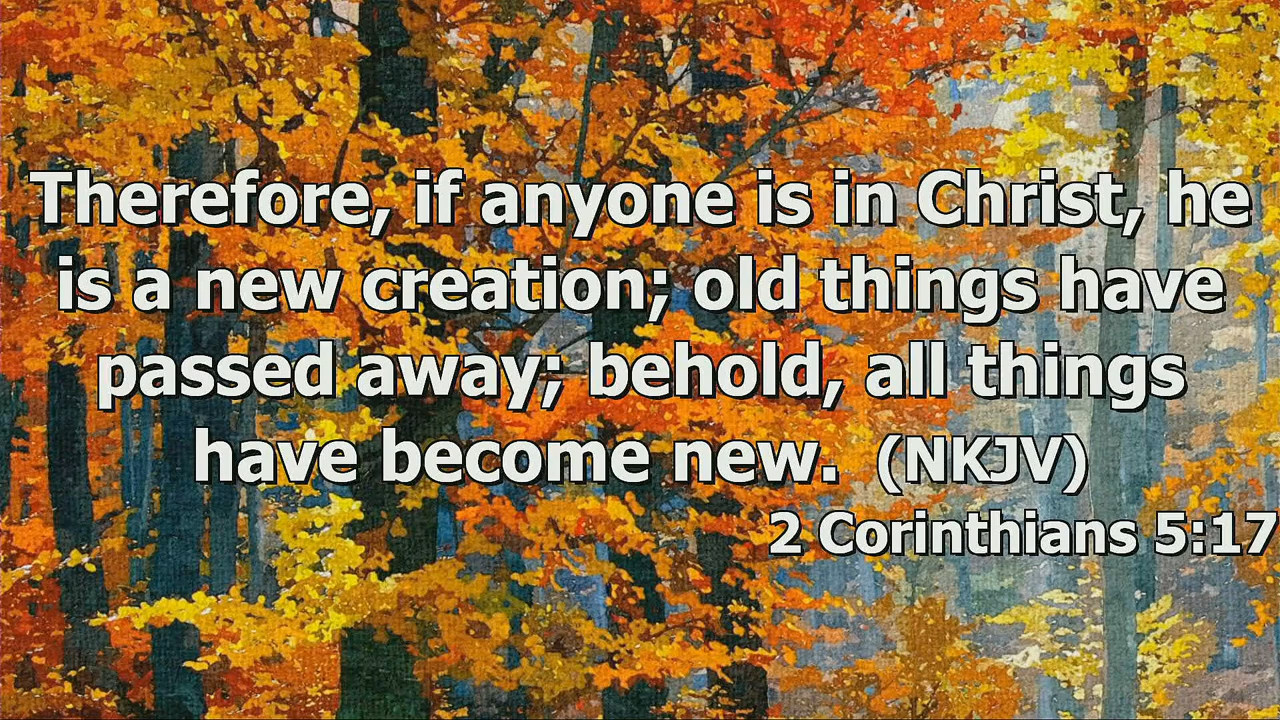 Therefore, if anyone is in Christ, he
is a new creation; old things have
passed away; behold, all things
have become new.  (NKJV)
2 Corinthians 5:17